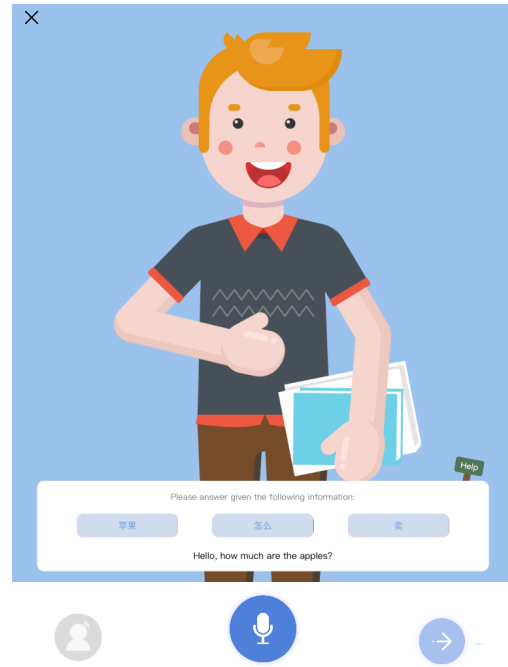 Help
Please answer given the following information:
苹果 怎么 卖
Hello, how much are the apples?